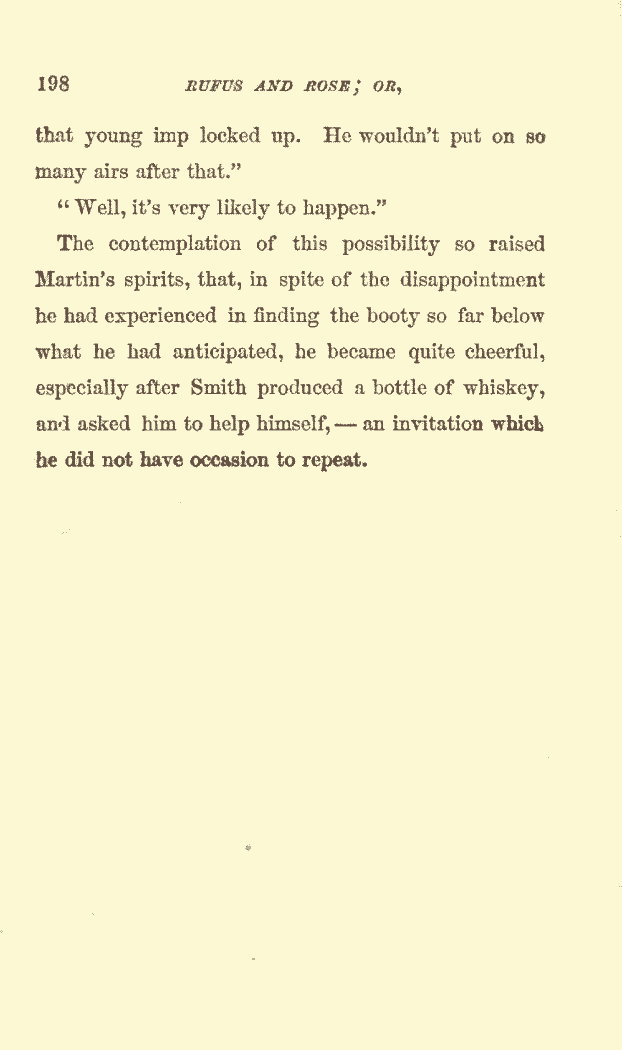 198 RUFUS AND ROSE; OR,
that young imp locked up. He wouldn't put on so
many airs after that."
"Well, it's very likely to happen."
The contemplation of this possibility so raised
Martin's spirits, that, in spite of the disappointment
he had experienced in finding the booty so far below
what he had anticipated, he became quite cheerful,
especially after Smith produced a bottle of whiskey,
and asked him to help himself,— an invitation which
he did not have occasion to repeat.